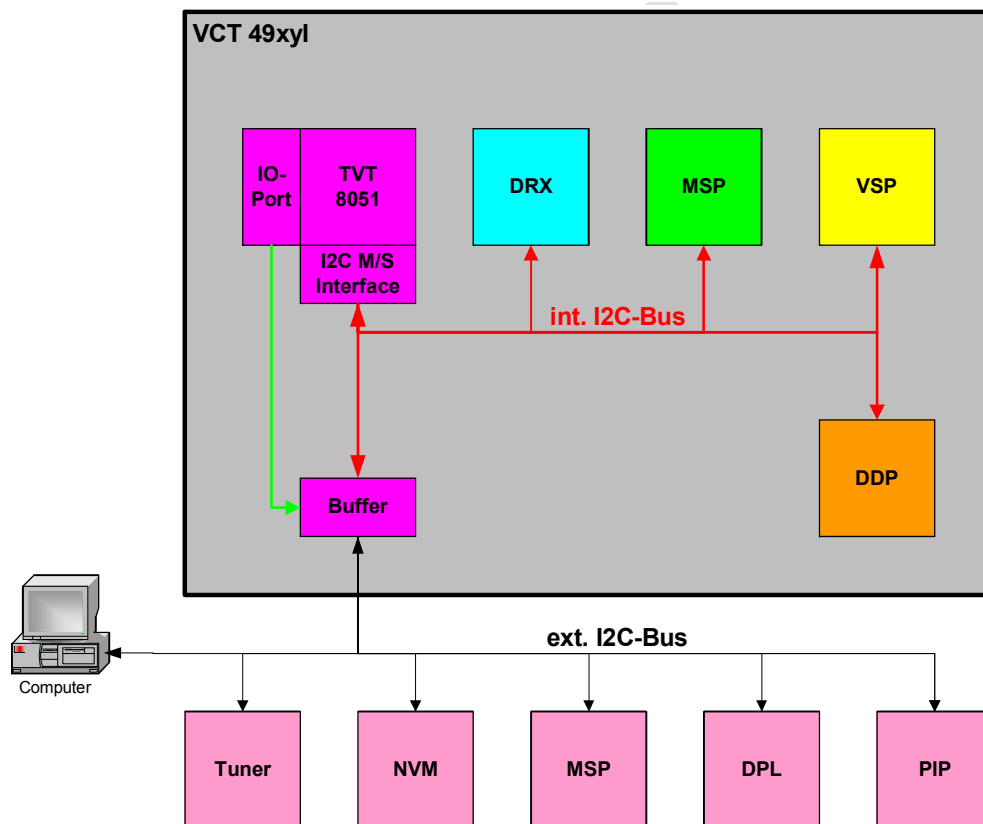 VCT 49xyI
IO-
Port
TVT
8051
I2C M/S
Interface
DRX
MSP
VSP
int. I2C-Bus
DDP
Buffer
ext. I2C-Bus
Computer
Tuner
NVM
MSP
DPL
PIP